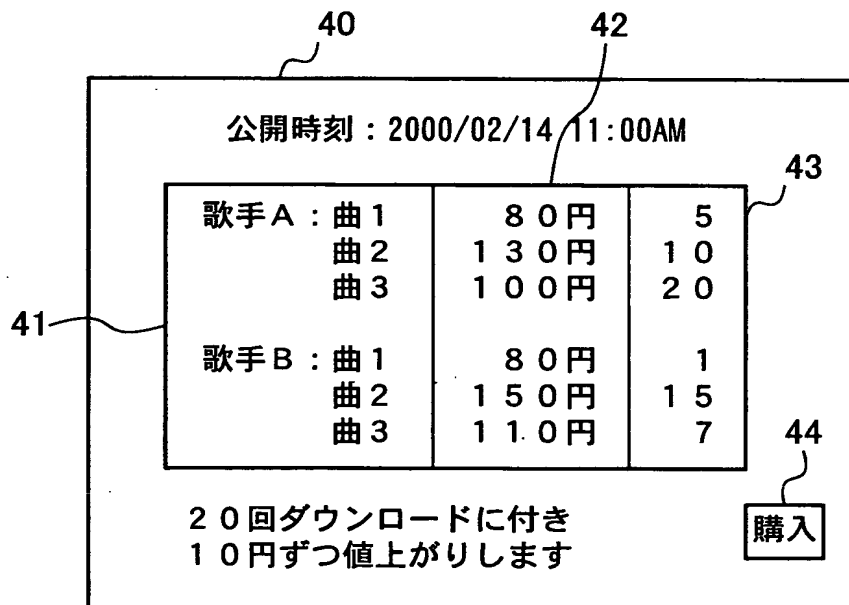 40
42
公開時刻：2000/02/14 11:00AM
43
歌手A：曲1 80円 5
曲2 130円 10
曲3 100円 20
41
歌手B：曲1 80円 1
曲2 150円 15
曲3 110円 7
44
20回ダウンロードに付き
10円ずつ値上がりします
購入